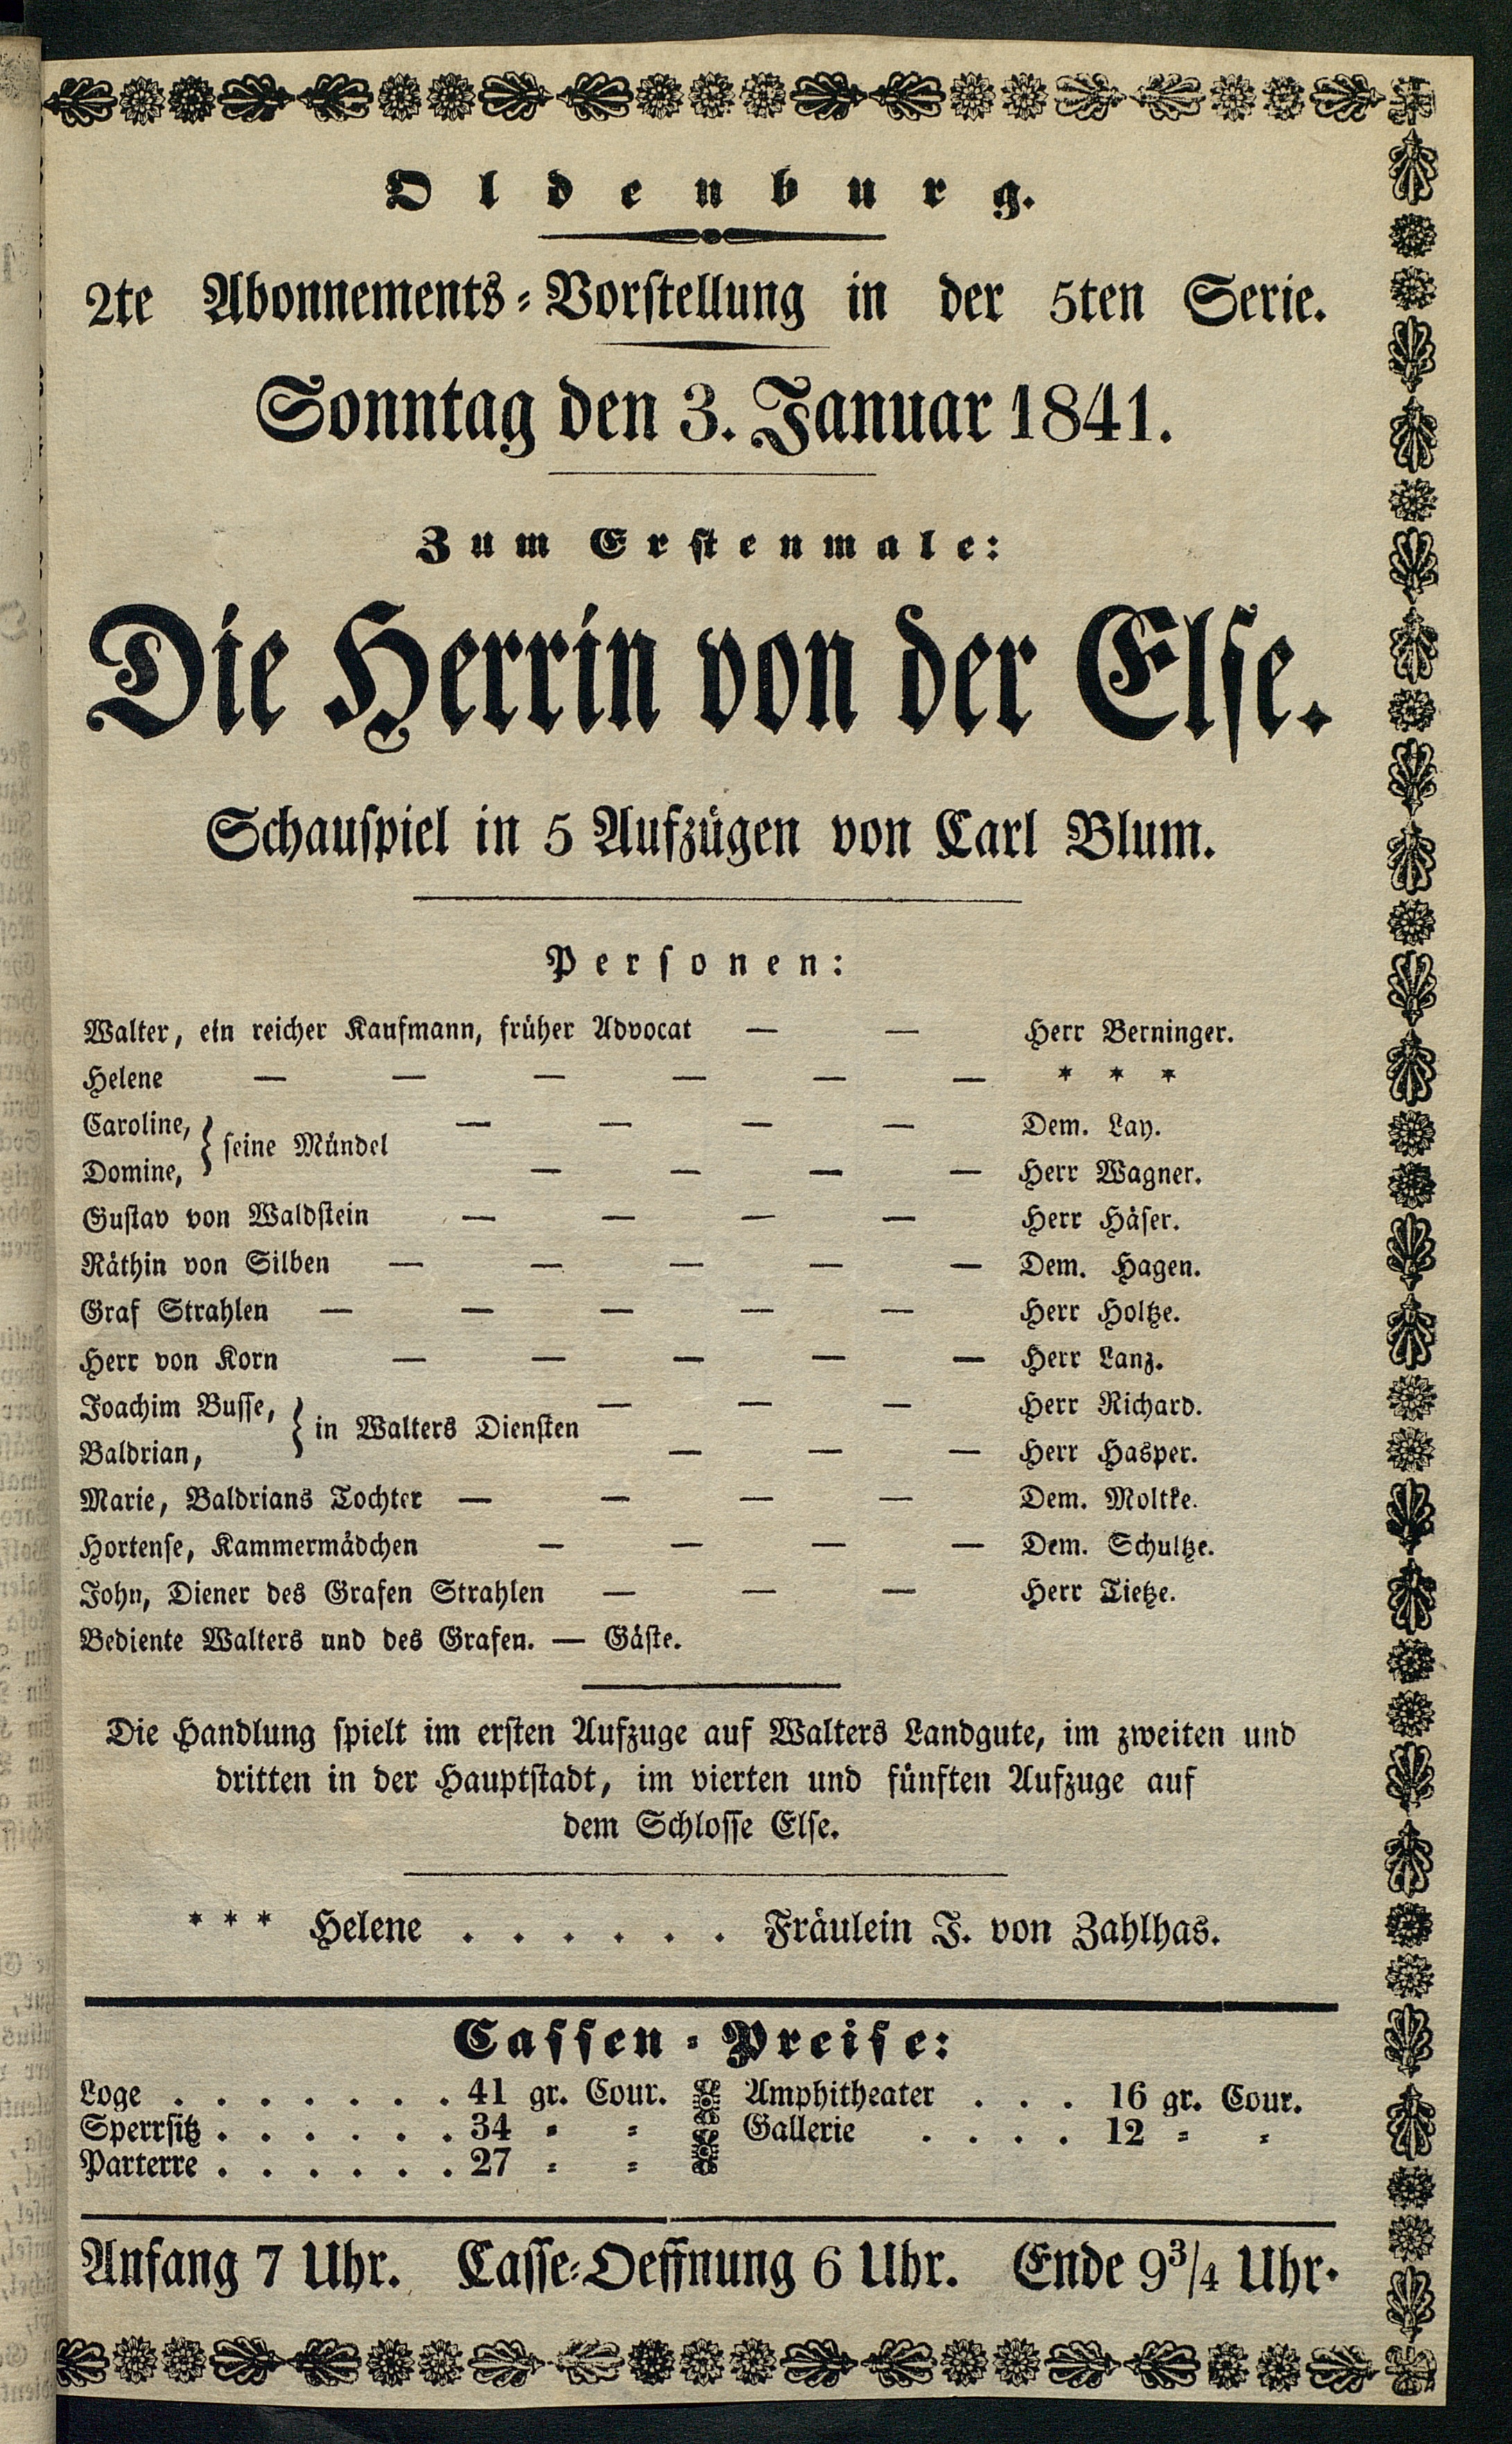 Oldenburg.
2te Abonnements-Vorstellung in der 5ten Serie.
Sonntag den 3. Januar 1841.
Zum Erstenmale:
Die Herrin von der Else.
Schauspiel in 5 Aufzügen von Carl Blum.
Personen:
Walter, ein reicher Kaufmann, früher Advocat — — Herr Berninger.
Helene — — — — — — * * *
Caroline, — — — — Dem. Lay.
} seine Mündel
Domine, — — — — Herr Wagner.
Gustav von Waldstein — — — — Herr Häser.
Räthin von Silben — — — — — Dem. Hagen.
Graf Strahlen — — — — — Herr Holtze.
Herr von Korn — — — — — Herr Lanz.
Joachim Busse, — — — Herr Richard.
} in Walters Diensten
Baldrian, — — — Herr Hasper.
Marie, Baldrians Tochter — — — — Dem. Moltke.
Hortense, Kammermädchen — — — — Dem. Schultze.
John, Diener des Grafen Strahlen — — — Herr Tietze.
Bediente Walters und des Grafen. — Gäste.
Die Handlung spielt im ersten Aufzuge auf Walters Landgute, im zweiten und
dritten in der Hauptstadt, im vierten und fünften Aufzuge auf
dem Schlosse Else.
* * * Helene . . . . . . Fräulein J. von Zahlhas.
Cassen-Preise:
Loge . . . . . . . 41 gr. Cour. Amphitheater . . . 16 gr. Cour.
Sperrsitz . . . . . . 34 = = Gallerie . . . . 12 = =
Parterre . . . . . . 27 = =
Anfang 7 Uhr. Casse-Oeffnung 6 Uhr. Ende 9 3/4 Uhr.